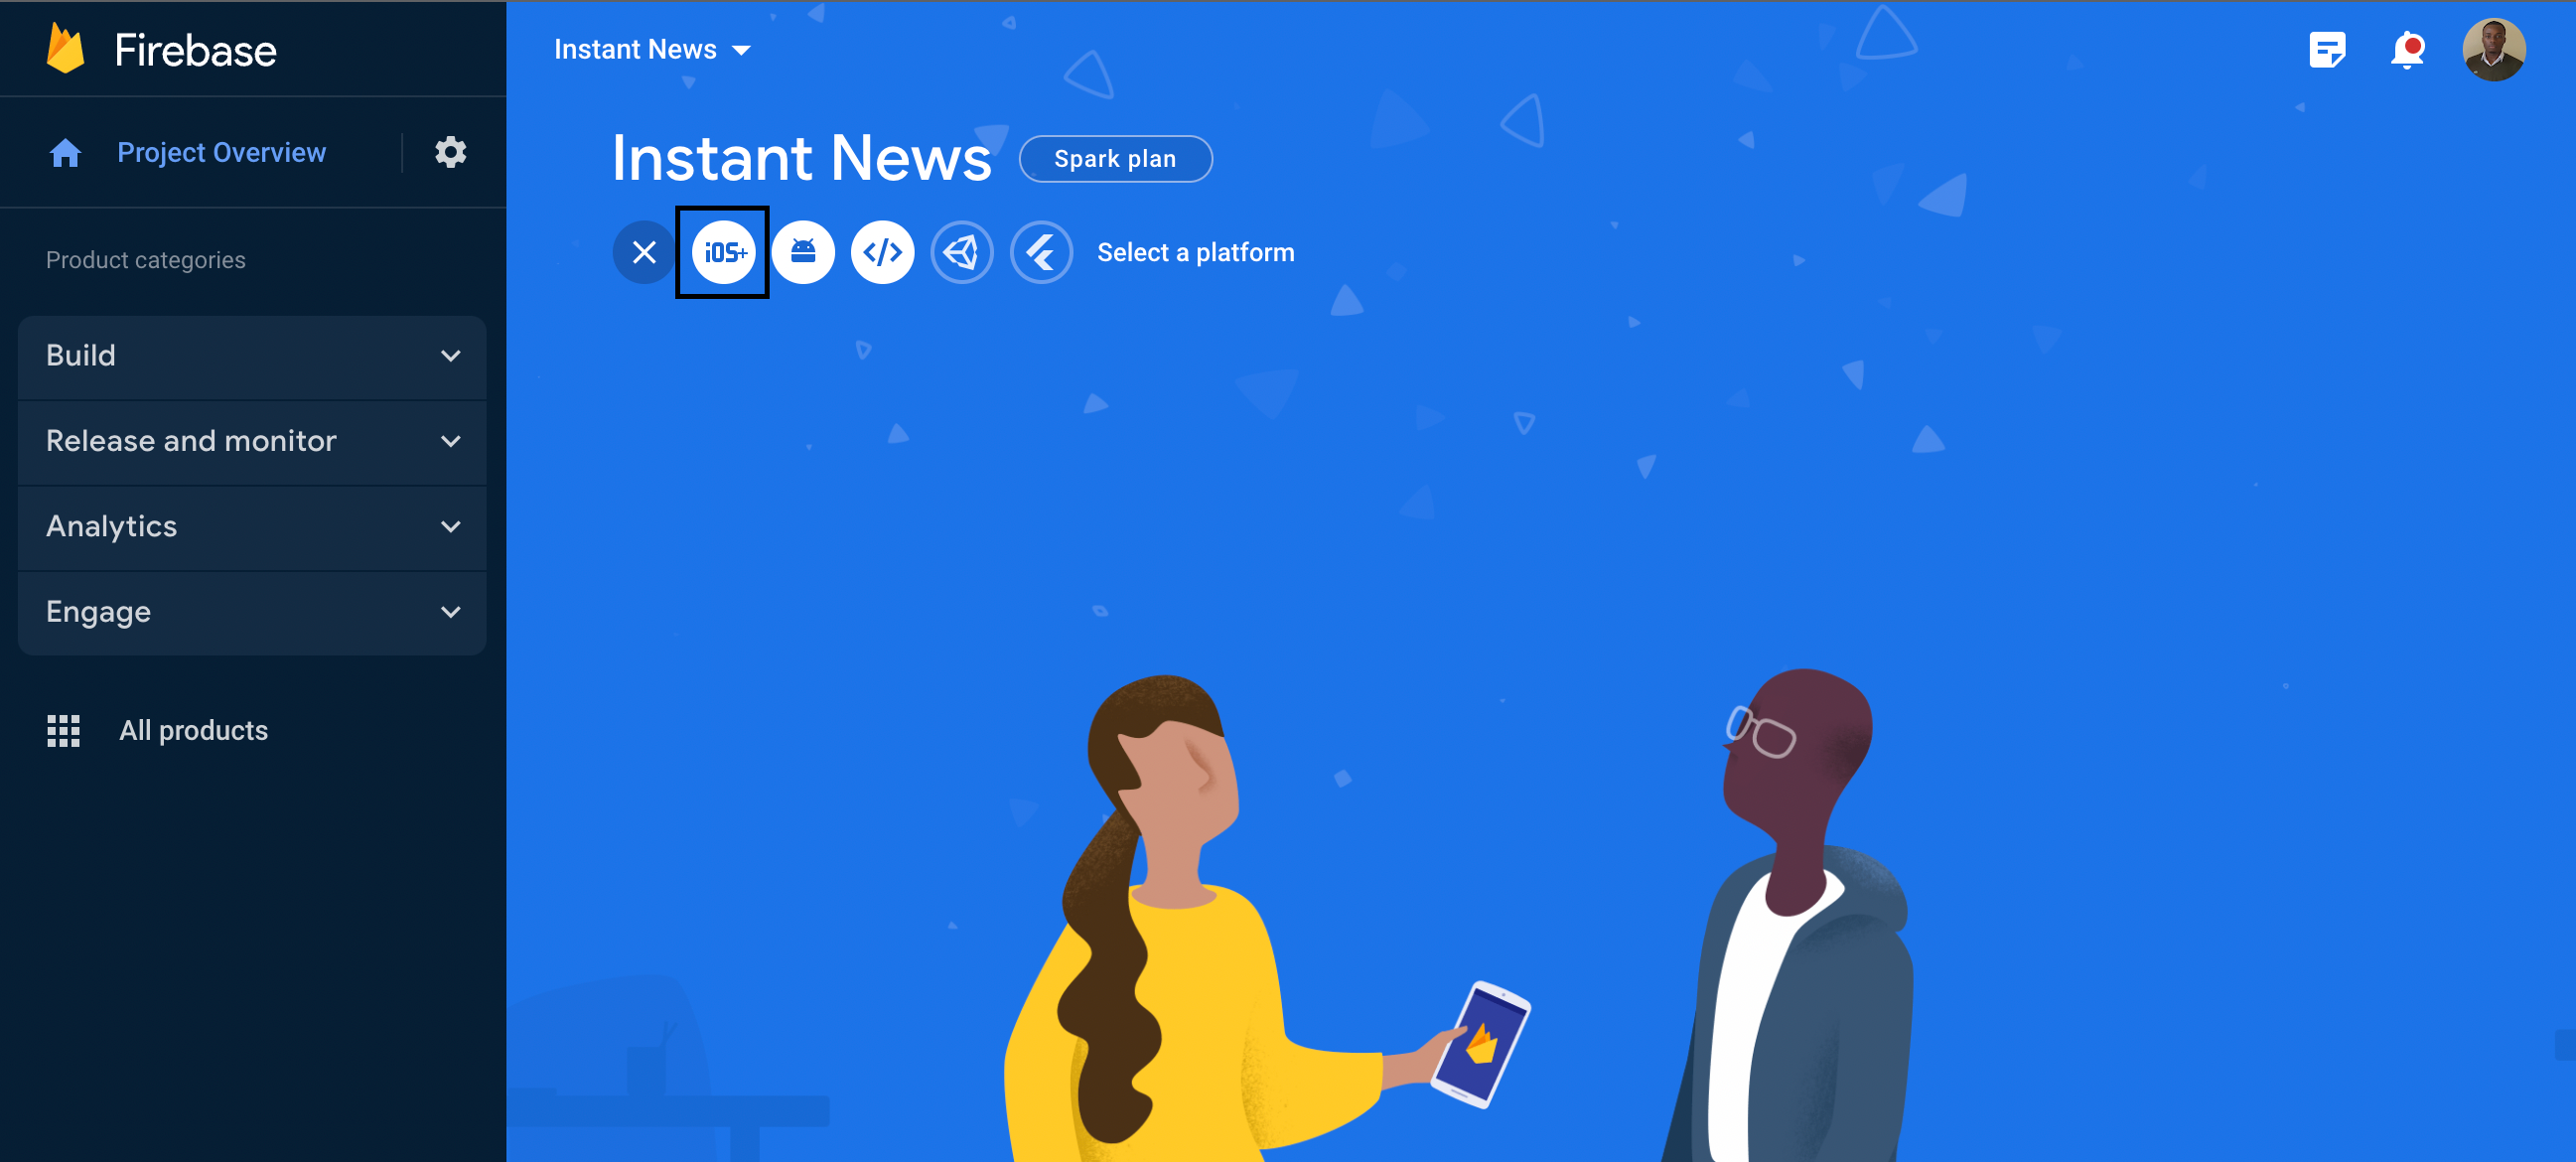 Firebase
Project Overview
Product categories
Build
Release and monitor
Analytics
Engage
All products
Instant News
Instant News
Spark plan
iOS+
</>
Select a platform